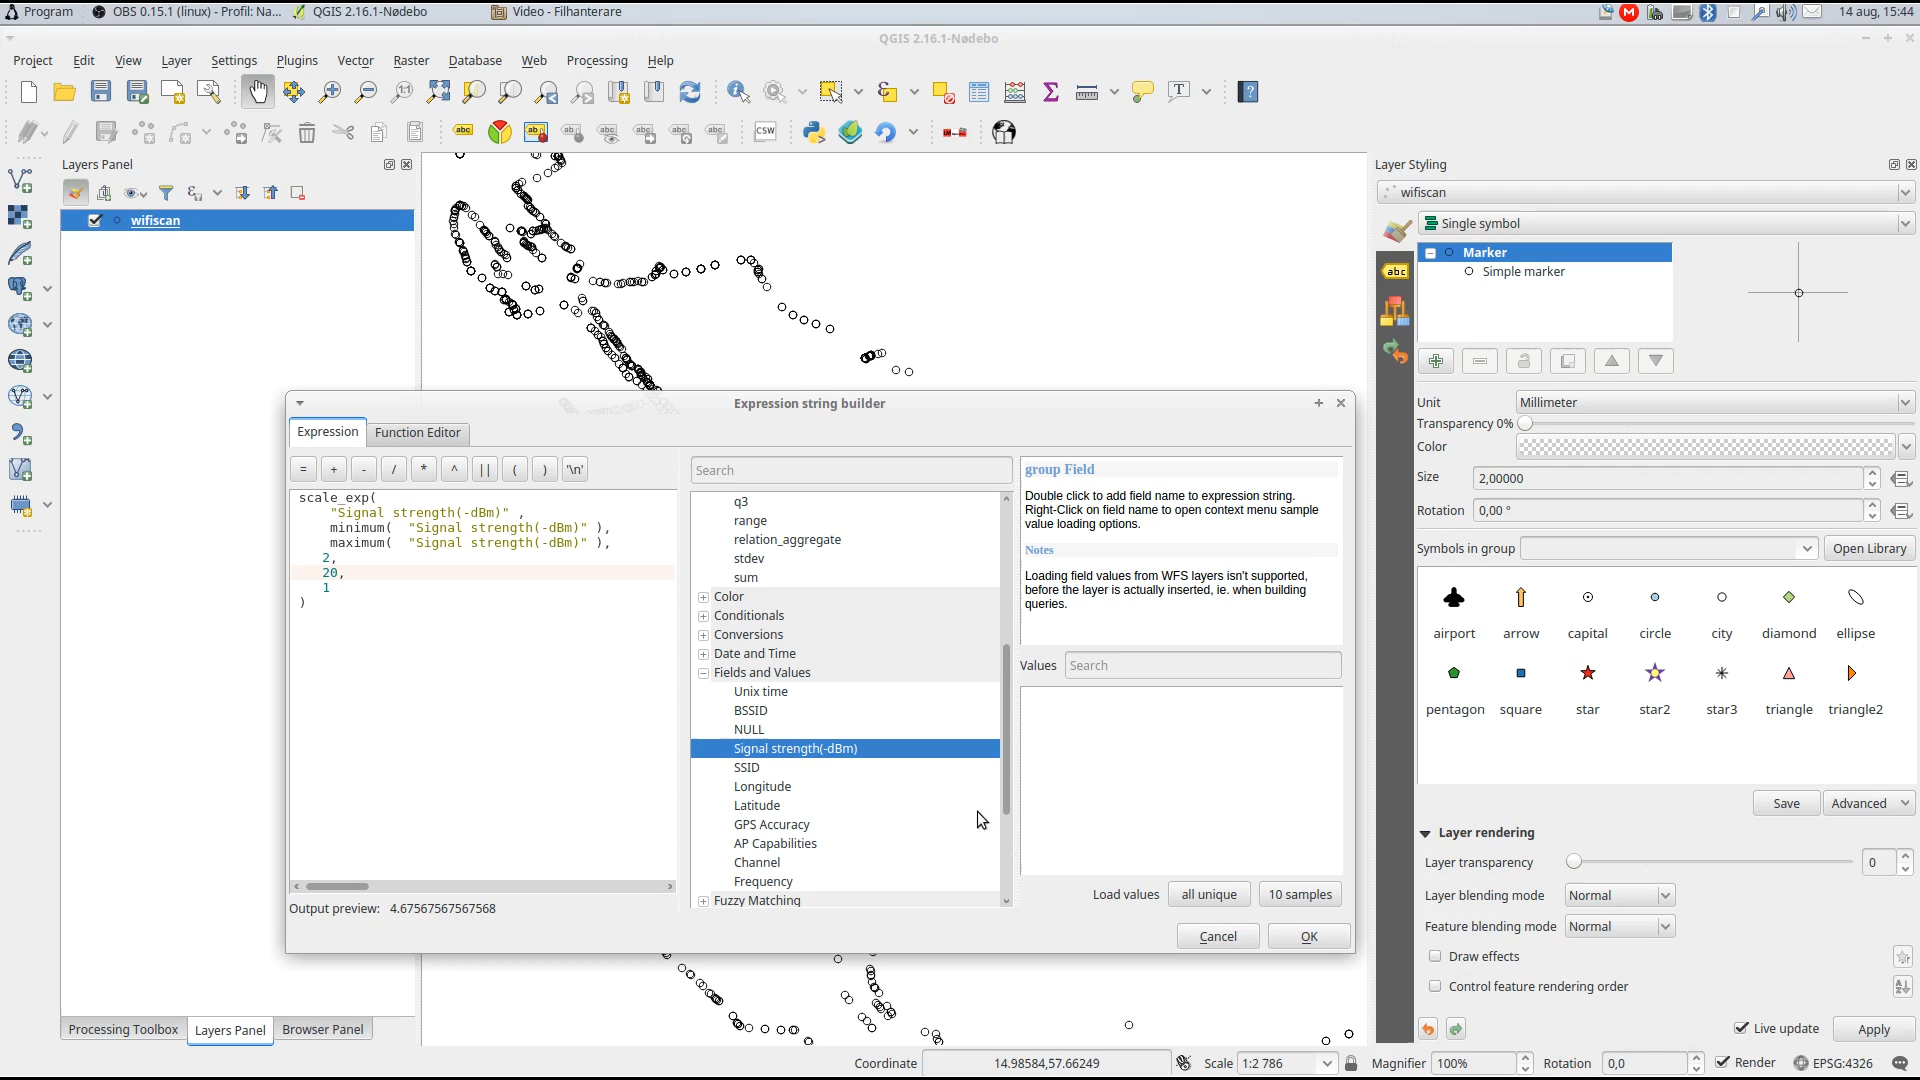 Program
OBS 0.15.1 (linux) - Profil: Na...
QGIS 2.16.1-Nødebo
Video - Filhanterare
14 aug, 15:44
QGIS 2.16.1-Nødebo
Project Edit View Layer Settings Plugins Vector Raster Database Web Processing Help
abc
CSW
Layers Panel
wifiscan
Expression string builder
Expression
Function Editor
= + - / * ^ || ( ) '\n'
scale_exp(
"Signal strength(-dBm)" ,
minimum( "Signal strength(-dBm)" ),
maximum( "Signal strength(-dBm)" ),
2,
20,
1
)
Output preview: 4.67567567567568
Search
q3
range
relation_aggregate
stdev
sum
Color
Conditionals
Conversions
Date and Time
Fields and Values
Unix time
BSSID
NULL
Signal strength(-dBm)
SSID
Longitude
Latitude
GPS Accuracy
AP Capabilities
Channel
Frequency
Fuzzy Matching
group Field
Double click to add field name to expression string.
Right-Click on field name to open context menu sample
value loading options.
Notes
Loading field values from WFS layers isn't supported,
before the layer is actually inserted, ie. when building
queries.
Values Search
Load values all unique 10 samples
Cancel OK
Layer Styling
wifiscan
Single symbol
abc
Marker
Simple marker
Unit Millimeter
Transparency 0%
Color
Size 2,00000
Rotation 0,00 °
Symbols in group Open Library
airport arrow capital circle city diamond ellipse
pentagon square star star2 star3 triangle triangle2
Save Advanced
Layer rendering
Layer transparency 0
Layer blending mode Normal
Feature blending mode Normal
Draw effects
Control feature rendering order
Live update Apply
Processing Toolbox Layers Panel Browser Panel
Coordinate 14.98584,57.66249 Scale 1:2 786 Magnifier 100% Rotation 0,0 Render EPSG:4326